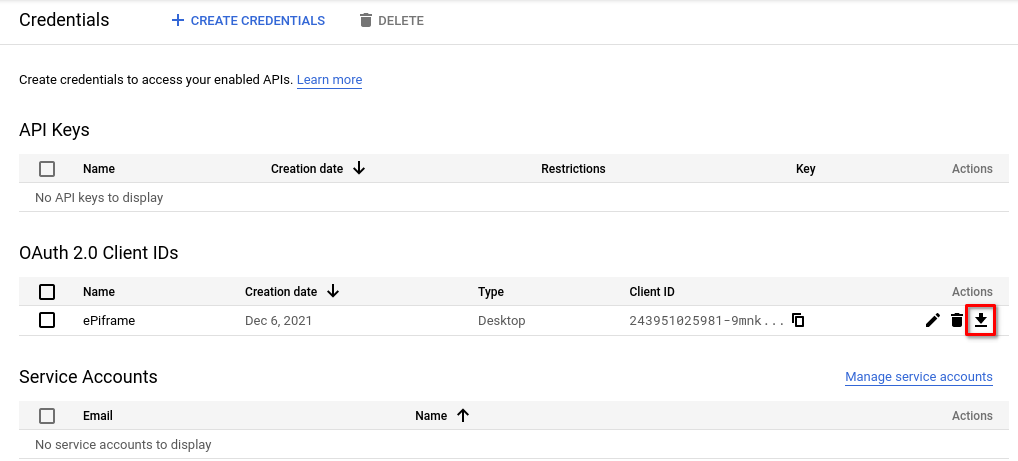 Credentials CREATE CREDENTIALS DELETE
Create credentials to access your enabled APIs. Learn more
API Keys
Name Creation date Restrictions Key Actions
No API keys to display
OAuth 2.0 Client IDs
Name Creation date Type Client ID Actions
ePiframe Dec 6, 2021 Desktop 243951025981-9mnk...
Service Accounts Manage service accounts
Email Name Actions
No service accounts to display